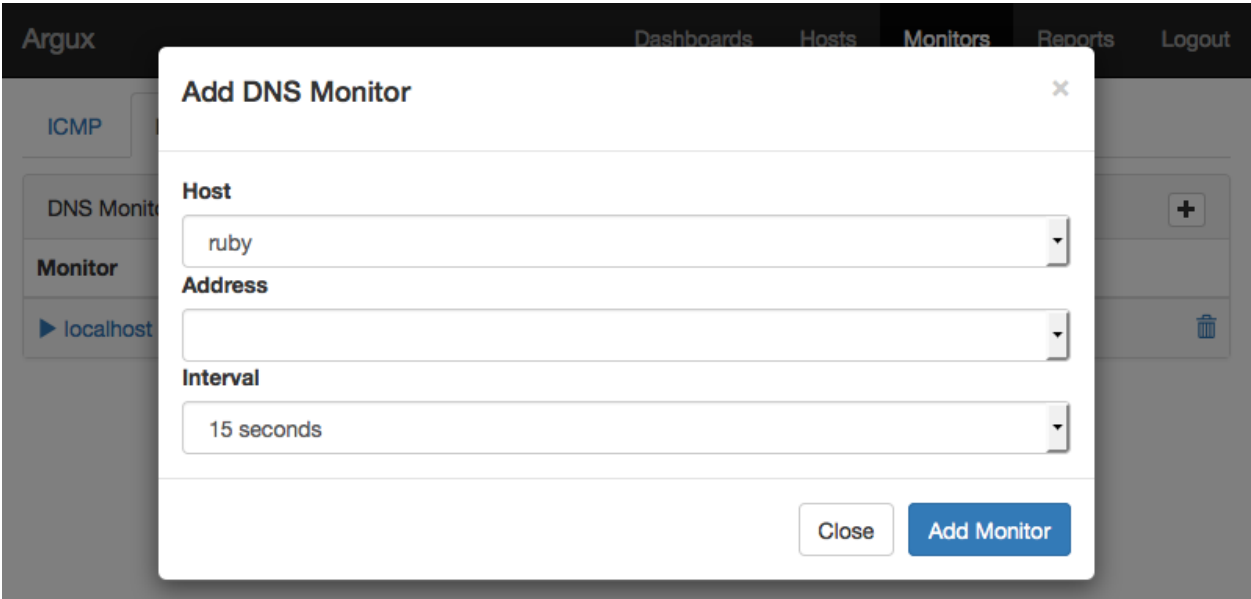 Argux Dashboards Hosts Monitors Reports Logout
Add DNS Monitor ×
ICMP
Host
DNS Monito
ruby
Monitor
Address
localhost
Interval
15 seconds
Close Add Monitor